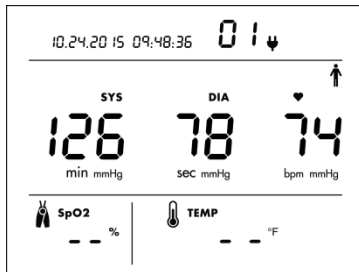 10.24.2015 09:48:36 01
SYS DIA
126 78 74
min mmHg sec mmHg bpm mmHg
SpO2 TEMP
-- % -- °F